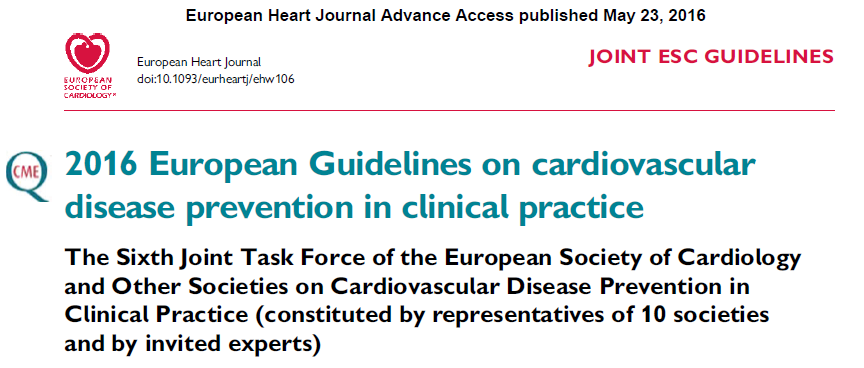 European Heart Journal Advance Access published May 23, 2016
EUROPEAN
SOCIETY OF
CARDIOLOGY®
European Heart Journal
doi:10.1093/eurheartj/ehw106
JOINT ESC GUIDELINES
CME
2016 European Guidelines on cardiovascular
disease prevention in clinical practice
The Sixth Joint Task Force of the European Society of Cardiology
and Other Societies on Cardiovascular Disease Prevention in
Clinical Practice (constituted by representatives of 10 societies
and by invited experts)